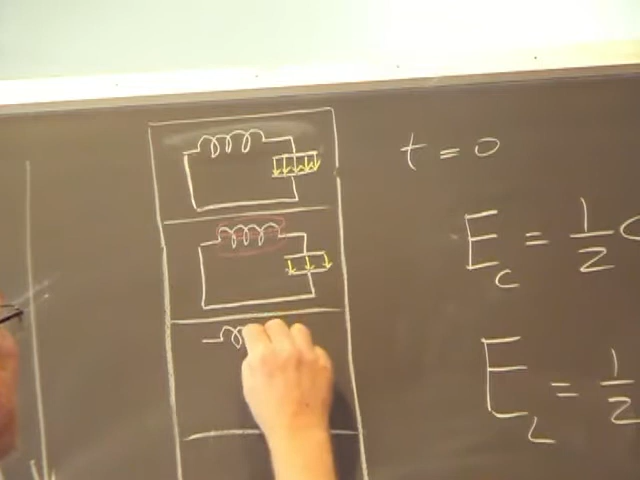 t = 0
E_C = 1/2 C
E_L = 1/2